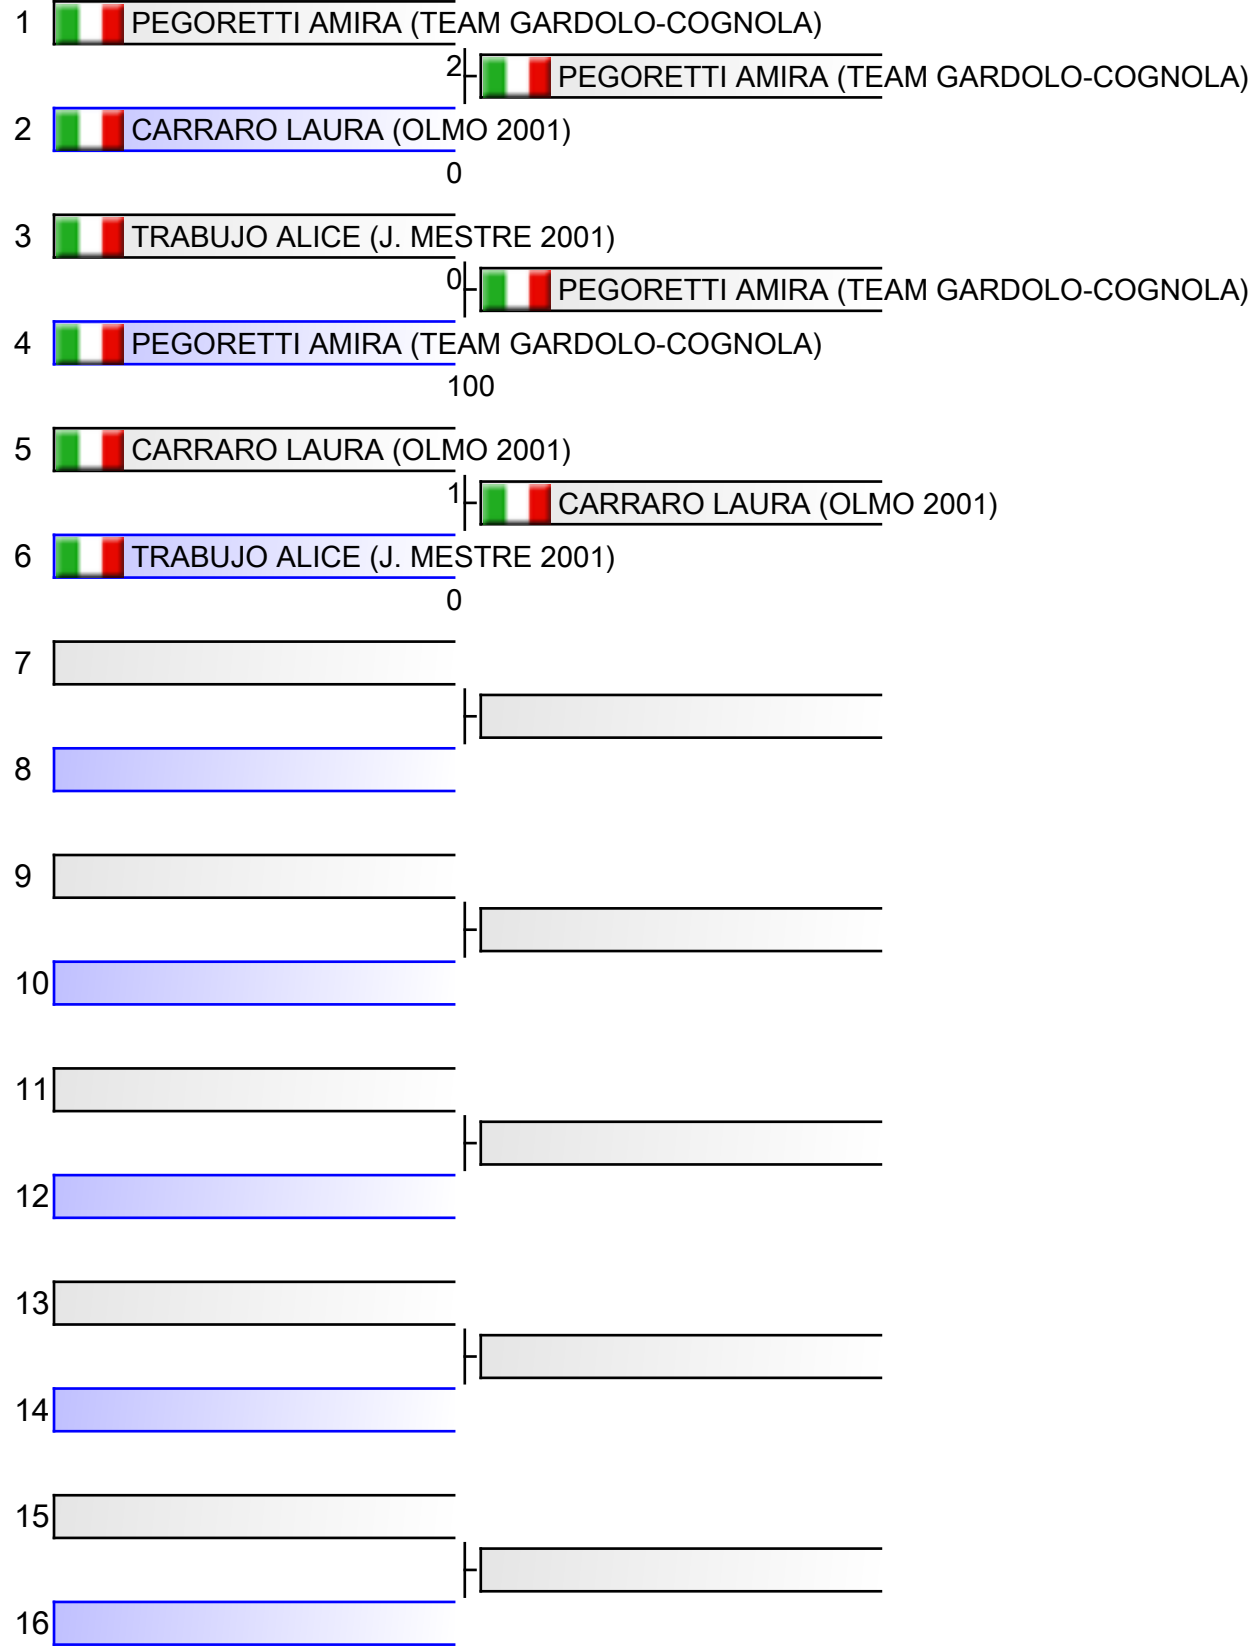 1 PEGORETTI AMIRA (TEAM GARDOLO-COGNOLA)
2 PEGORETTI AMIRA (TEAM GARDOLO-COGNOLA)
2 CARRARO LAURA (OLMO 2001)
0
3 TRABUJO ALICE (J. MESTRE 2001)
0 PEGORETTI AMIRA (TEAM GARDOLO-COGNOLA)
4 PEGORETTI AMIRA (TEAM GARDOLO-COGNOLA)
100
5 CARRARO LAURA (OLMO 2001)
1 CARRARO LAURA (OLMO 2001)
6 TRABUJO ALICE (J. MESTRE 2001)
0
7
8
9
10
11
12
13
14
15
16